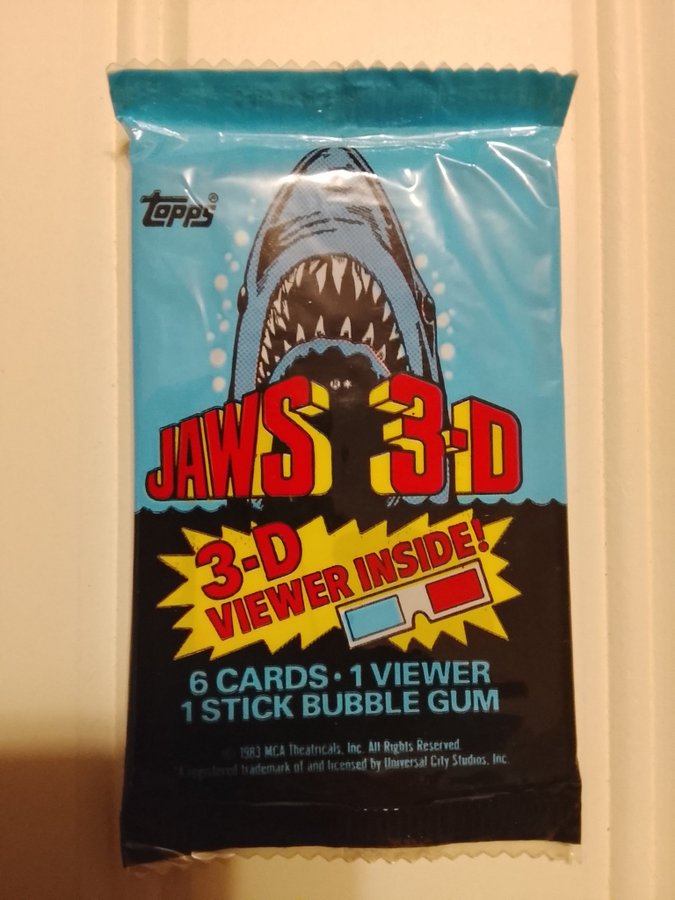 Topps®
®*
JAWS 3-D
3-D
VIEWER INSIDE!
6 CARDS • 1 VIEWER
1 STICK BUBBLE GUM
© 1983 MCA Theatricals, Inc. All Rights Reserved.
*A registered trademark of and licensed by Universal City Studios, Inc.